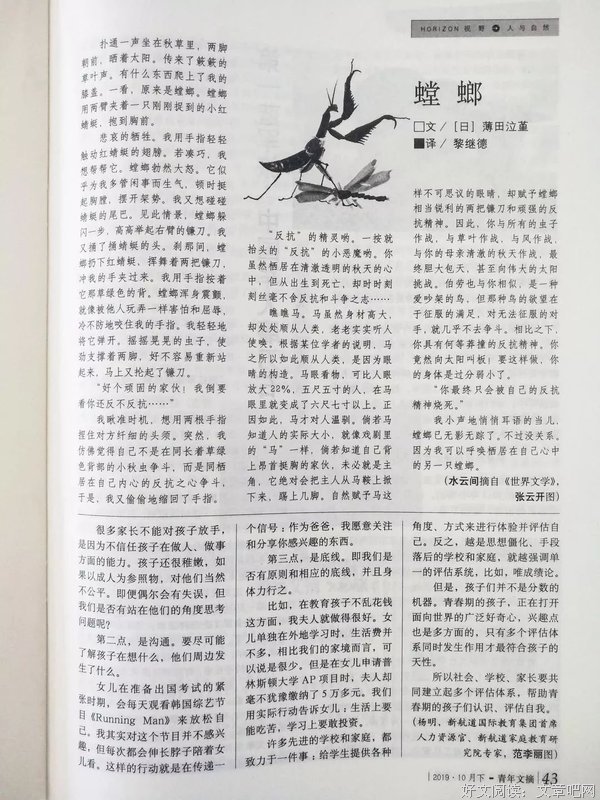 HORIZON 视野 人与自然
螳螂
□文/［日］薄田泣堇
■译/黎继德
扑通一声坐在秋草里，两脚
朝前，晒着太阳。传来了簌簌的
草叶声。有什么东西爬上了我的
膝盖。一看，原来是螳螂。螳螂
用两臂夹着一只刚刚捉到的小红
蜻蜓，抱到胸前。
悲哀的牺牲。我用手指轻轻
触动红蜻蜓的翅膀。若凑巧，我
想帮帮它。螳螂勃然大怒。它似
乎为我多管闲事而生气，顿时挺
起胸膛，摆开架势。我又想碰碰
蜻蜓的尾巴。见此情景，螳螂躲
闪一步，高高举起右臂的镰刀。我
又捅了捅蜻蜓的头。刹那间，螳
螂扔下红蜻蜓，挥舞着两把镰刀，
冲我的手夹过来。我用手指按着
它那草绿色的背。螳螂浑身震颤，
就像被他人玩弄一样害怕和屈辱，
冷不防地咬住我的手指。我轻轻地
将它弹开。摇摇晃晃的虫子，使
劲支撑着两脚，好不容易重新站
起来，马上又抡起了镰刀。
“好个顽固的家伙！我倒要
看你还反不反抗……”
我瞅准时机，想用两根手指
捏住对方纤细的头须。突然，我
仿佛觉得自己不是在同长着草绿
色背部的小秋虫争斗，而是同栖
居在自己内心的反抗之心争斗，
于是，我又偷偷地缩回了手指。
“反抗”的精灵哟。一按就
抬头的“反抗”的小恶魔哟。你
虽然栖居在清澈透明的秋天的心
中，但从出生到死亡，却时时刻
刻丝毫不舍反抗和斗争之志……
瞧瞧马。马虽然身材高大，
却处处顺从人类，老老实实听人
使唤。根据某位学者的说明，马
之所以如此顺从人类，是因为眼
睛的构造。马眼看物，可比人眼
放大22%，五尺五寸的人，在马
眼里就变成了六尺七寸以上。正
因如此，马才对人温驯。倘若马
知道人的实际大小，就像戏剧里
的“马”一样，倘若知道自己背
上昂首挺胸的家伙，未必就是主
角，它绝对会把主人从马鞍上掀
下来，踢上几脚。自然赋予马这
样不可思议的眼睛，却赋予螳螂
相当锐利的两把镰刀和顽强的反
抗精神。因此，你与所有的虫子
作战，与草叶作战，与风作战，
与你的母亲清澈的秋天作战，最
终胆大包天，甚至向伟大的太阳
挑战。伯劳也与你相似，是一种
爱吵架的鸟，但那种鸟的欲望在
于征服的满足，对无法征服的对
手，就几乎不去争斗。相比之下，
你具有何等莽撞的反抗精神。你
竟然向太阳叫板！要这样做，你
的身体是过分弱小了。
“你最终只会被自己的反抗
精神烧死。”
我小声地悄悄耳语的当儿，
螳螂已无影无踪了。不过没关系。
因为我可以呼唤栖居在自己心中
的另一只螳螂。
（水云间摘自《世界文学》，
张云开图）
很多家长不能对孩子放手，
是因为不信任孩子在做人、做事
方面的能力。孩子还很稚嫩，如
果以成人为参照物，对他们当然
不公平。即便偶尔会有失误，但
我们是否有站在他们的角度思考
问题呢？
第二点，是沟通。要尽可能
了解孩子在想什么，他们周边发
生了什么。
女儿在准备出国考试的紧
张时期，会每天观看韩国综艺节
目《Running Man》来放松自
己。我其实对这个节目并不感兴
趣，但每次都会伸长脖子陪着女
儿看。这样的行动就是在传递一
个信号：作为爸爸，我愿意关注
和分享你感兴趣的东西。
第三点，是底线。即我们是
否有原则和相应的底线，并且身
体力行之。
比如，在教育孩子不乱花钱
这方面，我夫人就做得很好。女
儿单独在外地学习时，生活费并
不多，相比我们的家境而言，可
以说是很少。但是在女儿申请普
林斯顿大学AP项目时，夫人却
毫不犹豫缴纳了5万多元。我们
用实际行动告诉女儿：生活上要
能吃苦，学习上要敢投资。
许多先进的学校和家庭，都
致力于一件事：给学生提供各种
角度、方式来进行体验并评估自
己。反之，越是思想僵化、手段
落后的学校和家庭，就越强调单
一的评估系统，比如，唯成绩论。
但是，孩子们并不是分数的
机器。青春期的孩子，正在打开
面向世界的广泛好奇心，兴趣点
也是多方面的，只有多个评估体
系同时发生作用才最符合孩子的
天性。
所以社会、学校、家长要共
同建立起多个评估体系，帮助青
春期的孩子们认识、评估自我。
（杨明，新航道国际教育集团首席
人力资源官、新航道家庭教育研
究院专家，范李丽图）
2019·10月下-青年文摘 43
好文阅读：文章吧网